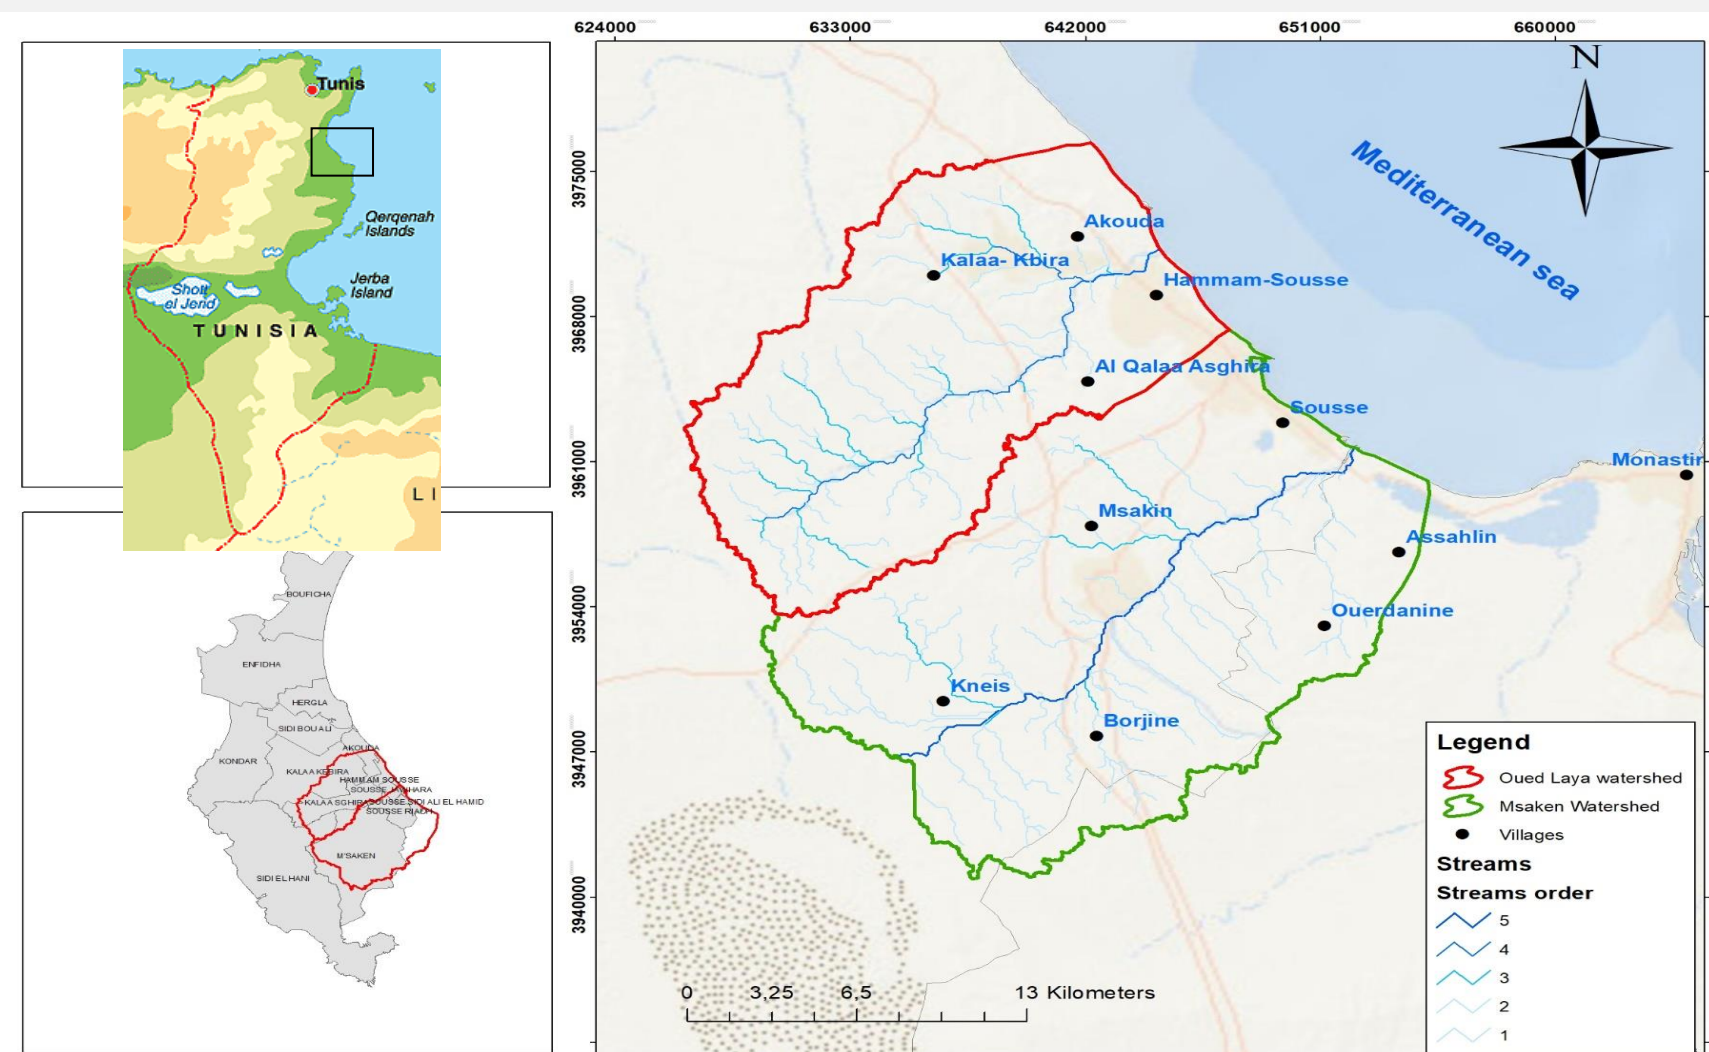 Tunis
Qerqenah
Islands
Jerba
Island
Shott
el Jerid
TUNISIA
LI
BOUFICHA
ENFIDHA
HERGLA
SIDI BOU ALI
AKOUDA
KONDAR
KALAA KEBIRA
HAMMAM SOUSSE
SOUSSE JAWHARA
KALAA SGHIRA SOUSSE SIDI ALI EL HAMID
SOUSSE RIADH
M'SAKEN
SIDI EL HANI
624000 633000 642000 651000 660000
3975000
3968000
3961000
3954000
3947000
3940000
N
Mediterranean sea
Akouda
Kalaa- Kbira
Hammam-Sousse
Al Qalaa Asghira
Sousse
Monastir
Msakin
Assahlin
Ouerdanine
Kneis
Borjine
0 3,25 6,5 13 Kilometers
Legend
Oued Laya watershed
Msaken Watershed
Villages
Streams
Streams order
5
4
3
2
1